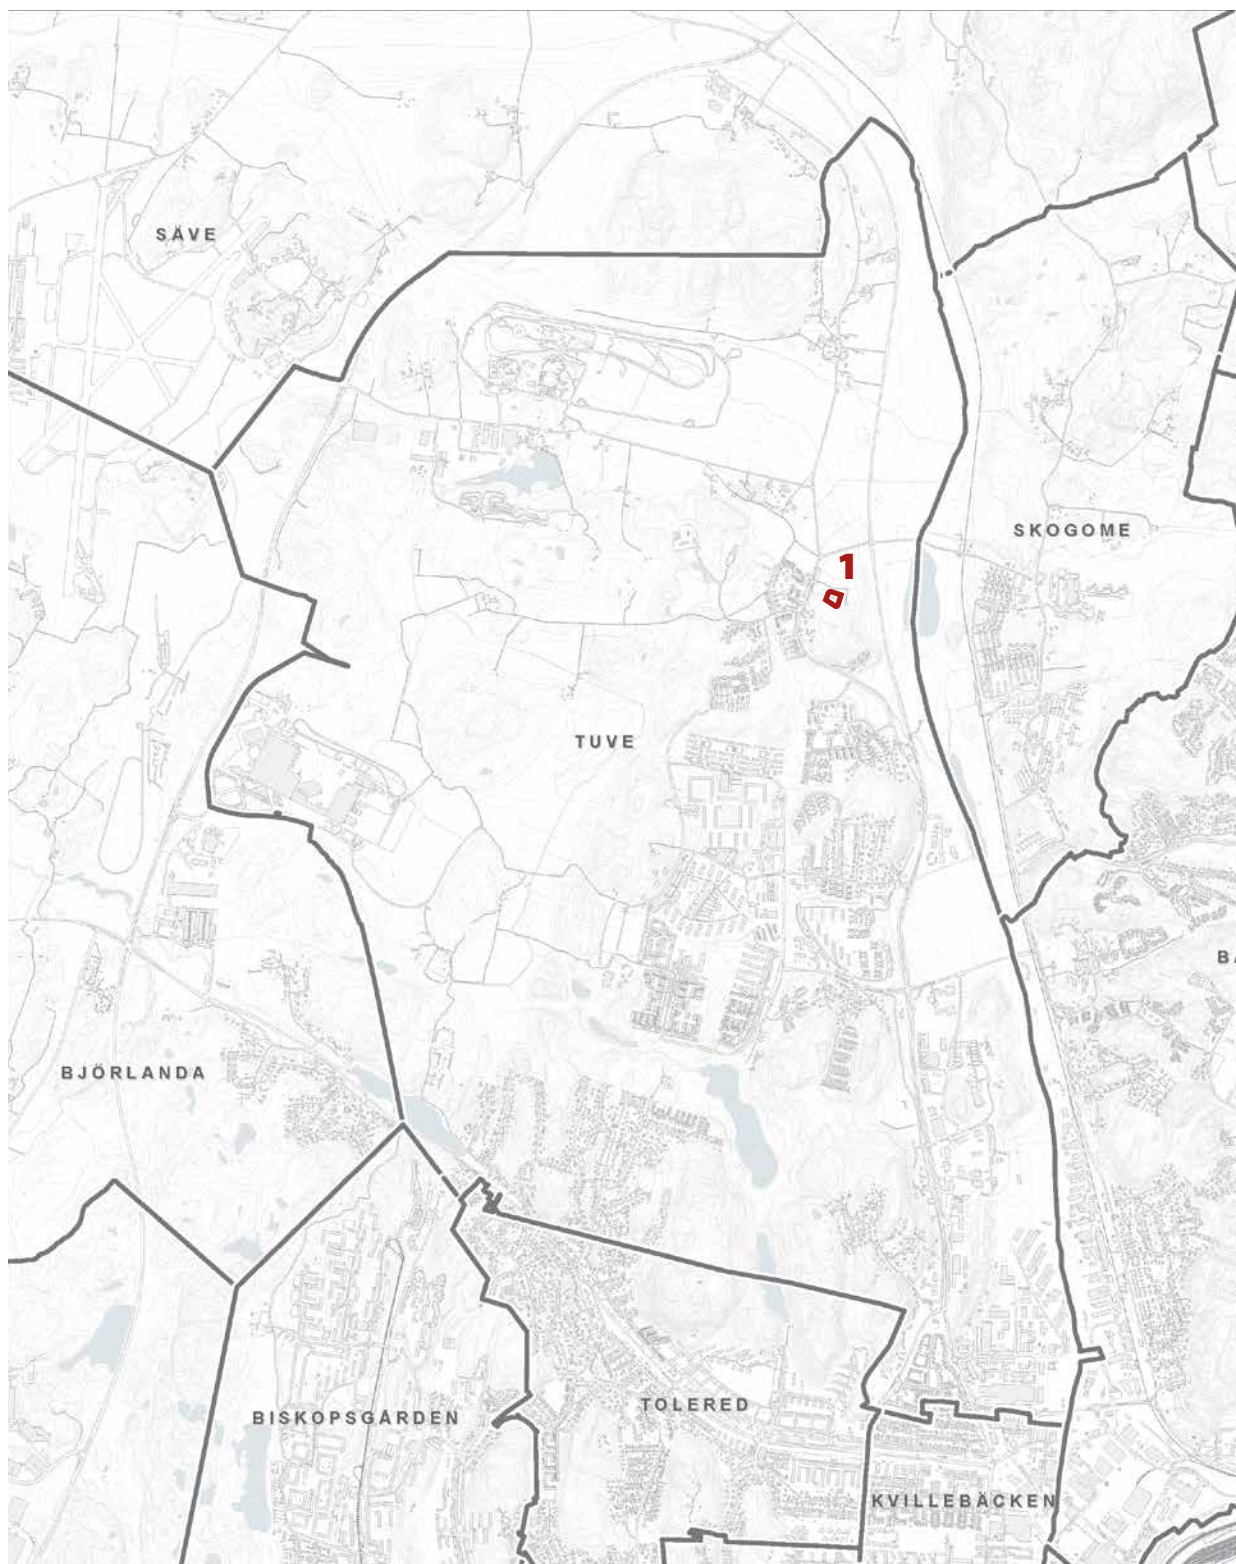 SÄVE
SKOGOME
1
TUVE
BJÖRLANDA
TOLERED
BISKOPSGÅRDEN
KVILLEBÄCKEN